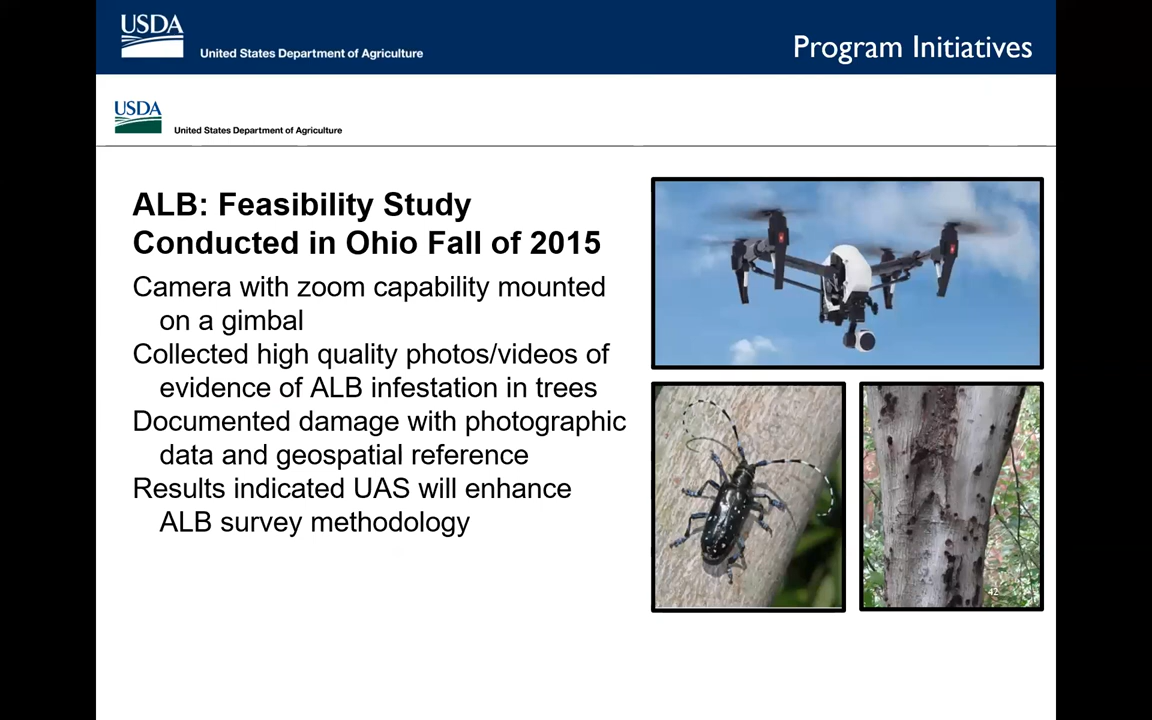 USDA
United States Department of Agriculture
Program Initiatives
USDA
United States Department of Agriculture
ALB: Feasibility Study
Conducted in Ohio Fall of 2015
Camera with zoom capability mounted
on a gimbal
Collected high quality photos/videos of
evidence of ALB infestation in trees
Documented damage with photographic
data and geospatial reference
Results indicated UAS will enhance
ALB survey methodology
42